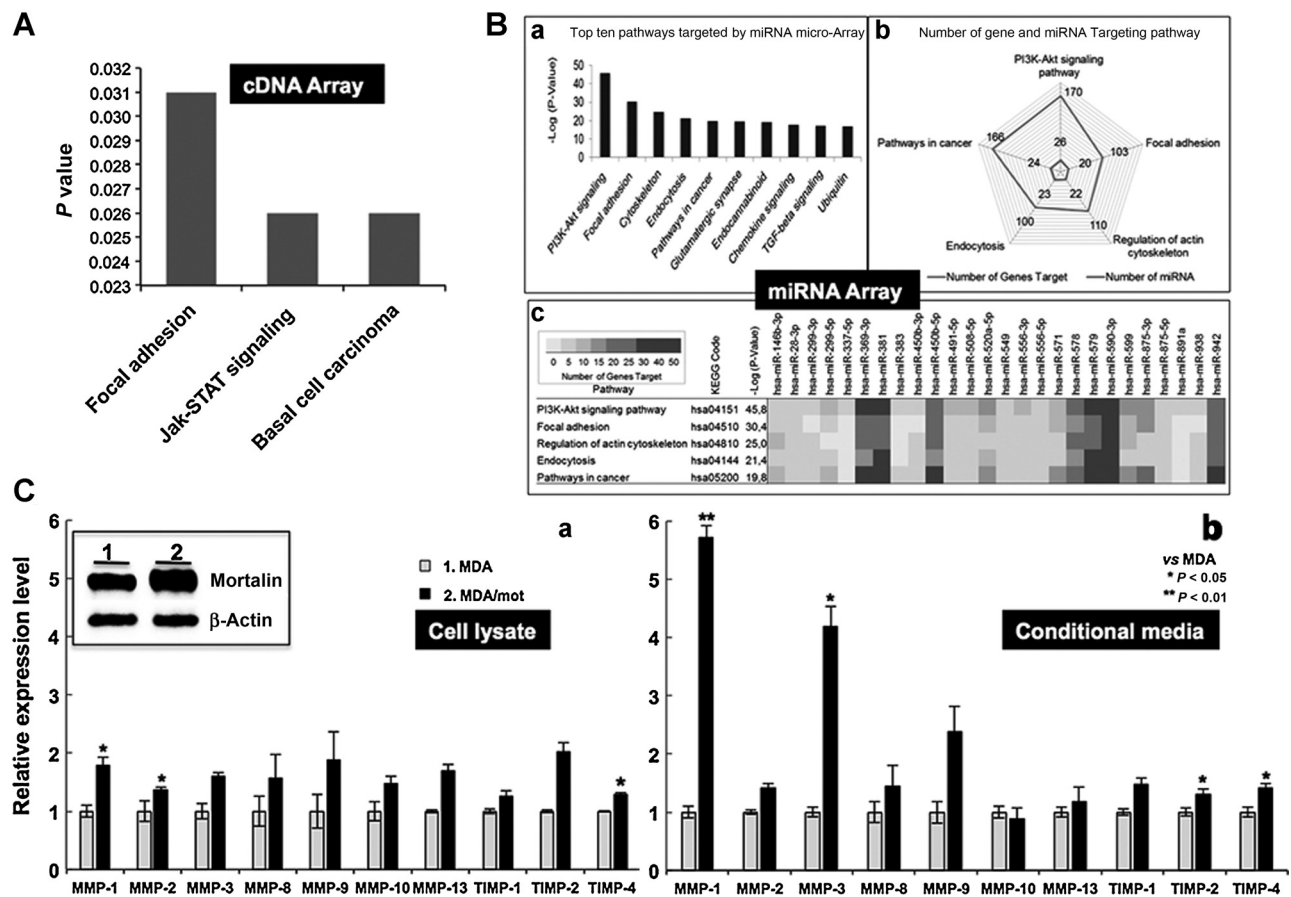 A
cDNA Array
P value
0.032
0.031
0.030
0.029
0.028
0.027
0.026
0.025
0.024
0.023
Focal adhesion
Jak-STAT signaling
Basal cell carcinoma
B
a
Top ten pathways targeted by miRNA micro-Array
-Log (P-Value)
50
40
30
20
10
0
PI3K-Akt signaling
Focal adhesion
Cytoskeleton
Endocytosis
Pathways in cancer
Glutamatergic synapse
Endocannabinoid
Chemokine signaling
TGF-beta signaling
Ubiquitin
b
Number of gene and miRNA Targeting pathway
PI3K-Akt signaling
pathway
170
Pathways in cancer
166
26
103
Focal adhesion
24
20
23
22
100
110
Endocytosis
Regulation of actin
cytoskeleton
Number of Genes Target
Number of miRNA
miRNA Array
c
0 5 10 20 30 40 50
Number of Genes Target
Pathway
KEGG Code
-Log (P-Value)
hsa-miR-146b-3p
hsa-miR-28-3p
hsa-miR-299-3p
hsa-miR-299-5p
hsa-miR-337-5p
hsa-miR-369-3p
hsa-miR-381
hsa-miR-383
hsa-miR-450b-3p
hsa-miR-450b-5p
hsa-miR-491-5p
hsa-miR-508-5p
hsa-miR-520a-5p
hsa-miR-549
hsa-miR-556-3p
hsa-miR-556-5p
hsa-miR-571
hsa-miR-578
hsa-miR-579
hsa-miR-590-3p
hsa-miR-599
hsa-miR-875-3p
hsa-miR-875-5p
hsa-miR-891a
hsa-miR-938
hsa-miR-942
PI3K-Akt signaling pathway hsa04151 45,8
Focal adhesion hsa04510 30,4
Regulation of actin cytoskeleton hsa04810 25,0
Endocytosis hsa04144 21,4
Pathways in cancer hsa05200 19,8
C
Relative expression level
6
5
4
3
2
1
0
1 2
Mortalin
β-Actin
a
1. MDA
2. MDA/mot
Cell lysate
* * *
MMP-1 MMP-2 MMP-3 MMP-8 MMP-9 MMP-10 MMP-13 TIMP-1 TIMP-2 TIMP-4
6
5
4
3
2
1
0
b
vs MDA
* P < 0.05
** P < 0.01
Conditional media
** * * *
MMP-1 MMP-2 MMP-3 MMP-8 MMP-9 MMP-10 MMP-13 TIMP-1 TIMP-2 TIMP-4